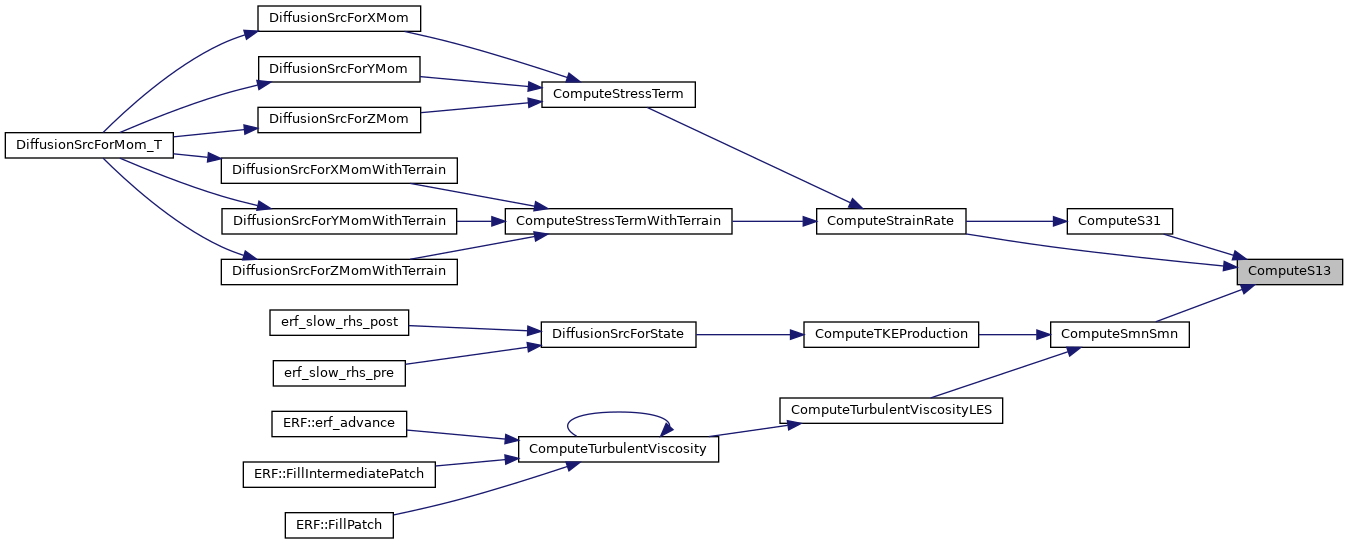 DiffusionSrcForXMom
DiffusionSrcForYMom
ComputeStressTerm
DiffusionSrcForZMom
DiffusionSrcForMom_T
DiffusionSrcForXMomWithTerrain
DiffusionSrcForYMomWithTerrain
ComputeStressTermWithTerrain
ComputeStrainRate
ComputeS31
DiffusionSrcForZMomWithTerrain
ComputeS13
erf_slow_rhs_post
DiffusionSrcForState
ComputeTKEProduction
ComputeSmnSmn
erf_slow_rhs_pre
ComputeTurbulentViscosityLES
ERF::erf_advance
ComputeTurbulentViscosity
ERF::FillIntermediatePatch
ERF::FillPatch